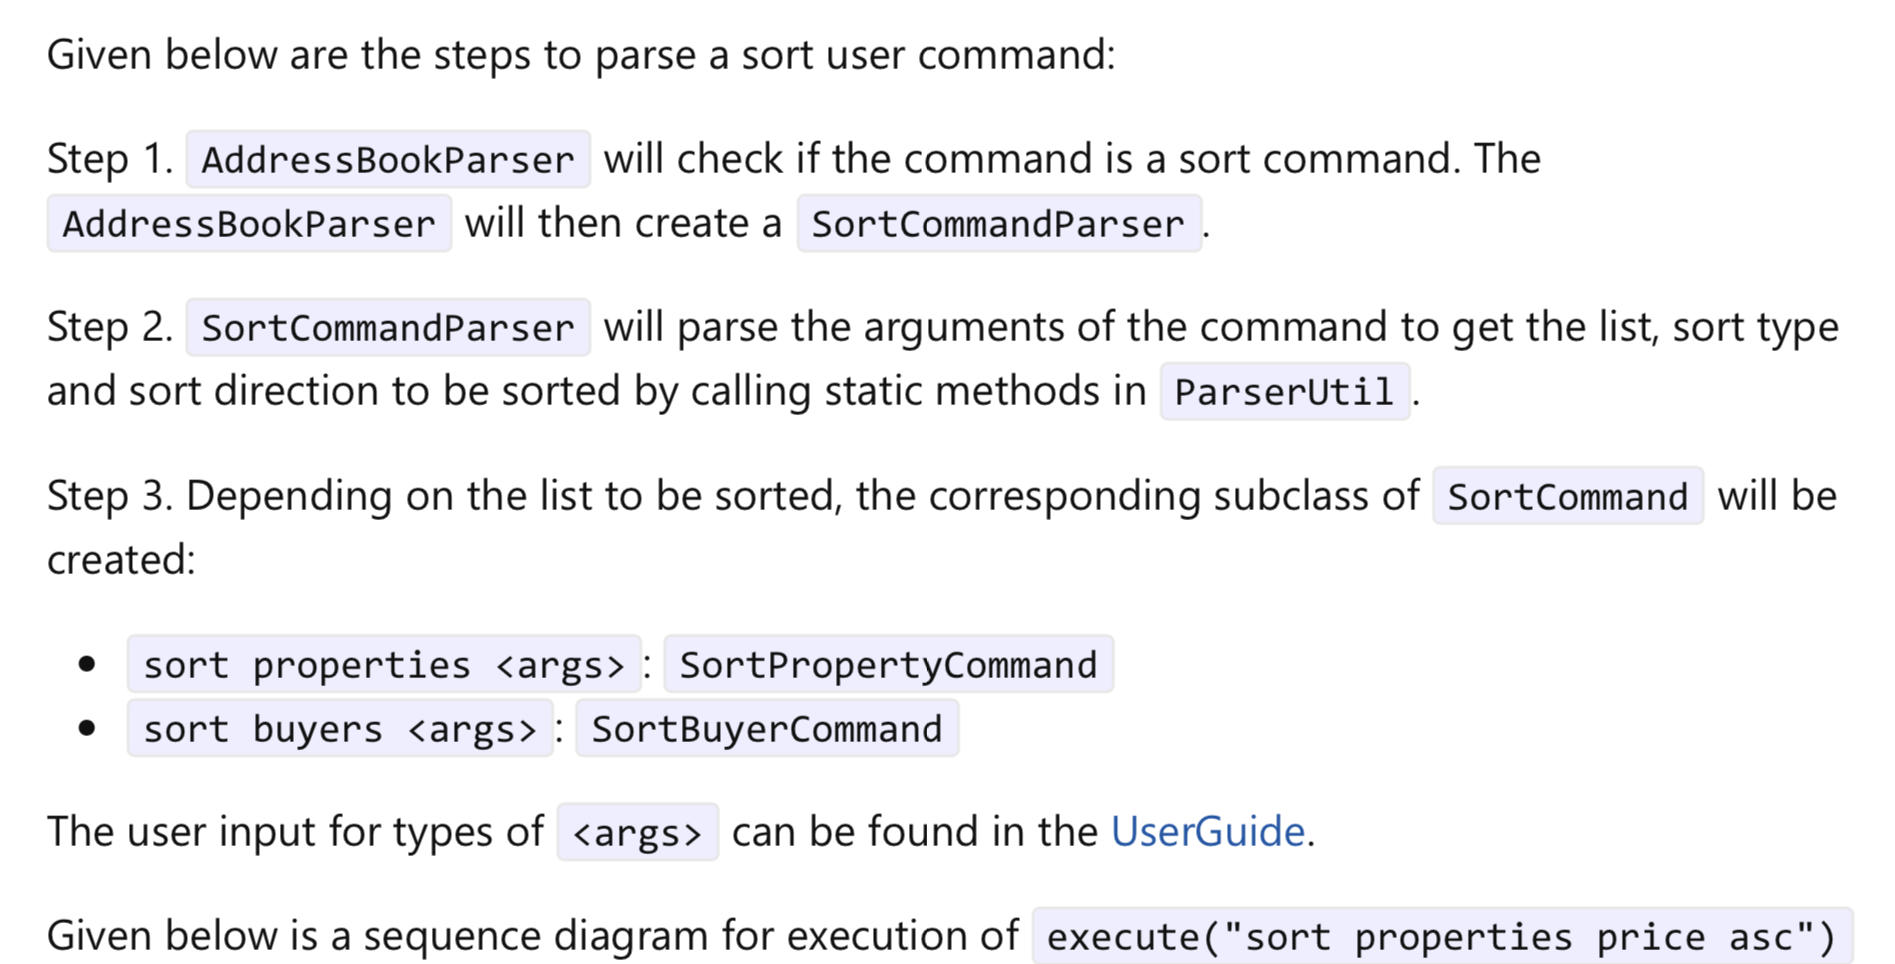 Given below are the steps to parse a sort user command:
Step 1. AddressBookParser will check if the command is a sort command. The
AddressBookParser will then create a SortCommandParser.
Step 2. SortCommandParser will parse the arguments of the command to get the list, sort type
and sort direction to be sorted by calling static methods in ParserUtil.
Step 3. Depending on the list to be sorted, the corresponding subclass of SortCommand will be
created:
• sort properties <args>: SortPropertyCommand
• sort buyers <args>: SortBuyerCommand
The user input for types of <args> can be found in the UserGuide.
Given below is a sequence diagram for execution of execute("sort properties price asc")